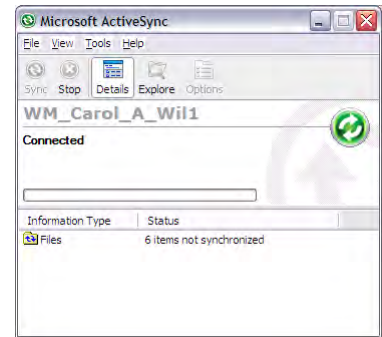 Microsoft ActiveSync
File View Tools Help
Sync Stop Details Explore Options
WM_Carol_A_Wil1
Connected
Information Type Status
Files 6 items not synchronized